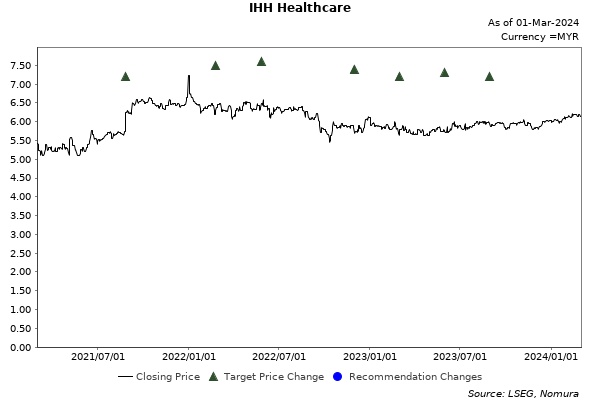 IHH Healthcare
As of 01-Mar-2024
Currency =MYR
7.50
7.00
6.50
6.00
5.50
5.00
4.50
4.00
3.50
3.00
2.50
2.00
1.50
1.00
0.50
0.00
2021/07/01 2022/01/01 2022/07/01 2023/01/01 2023/07/01 2024/01/01
Closing Price Target Price Change Recommendation Changes
Source: LSEG, Nomura